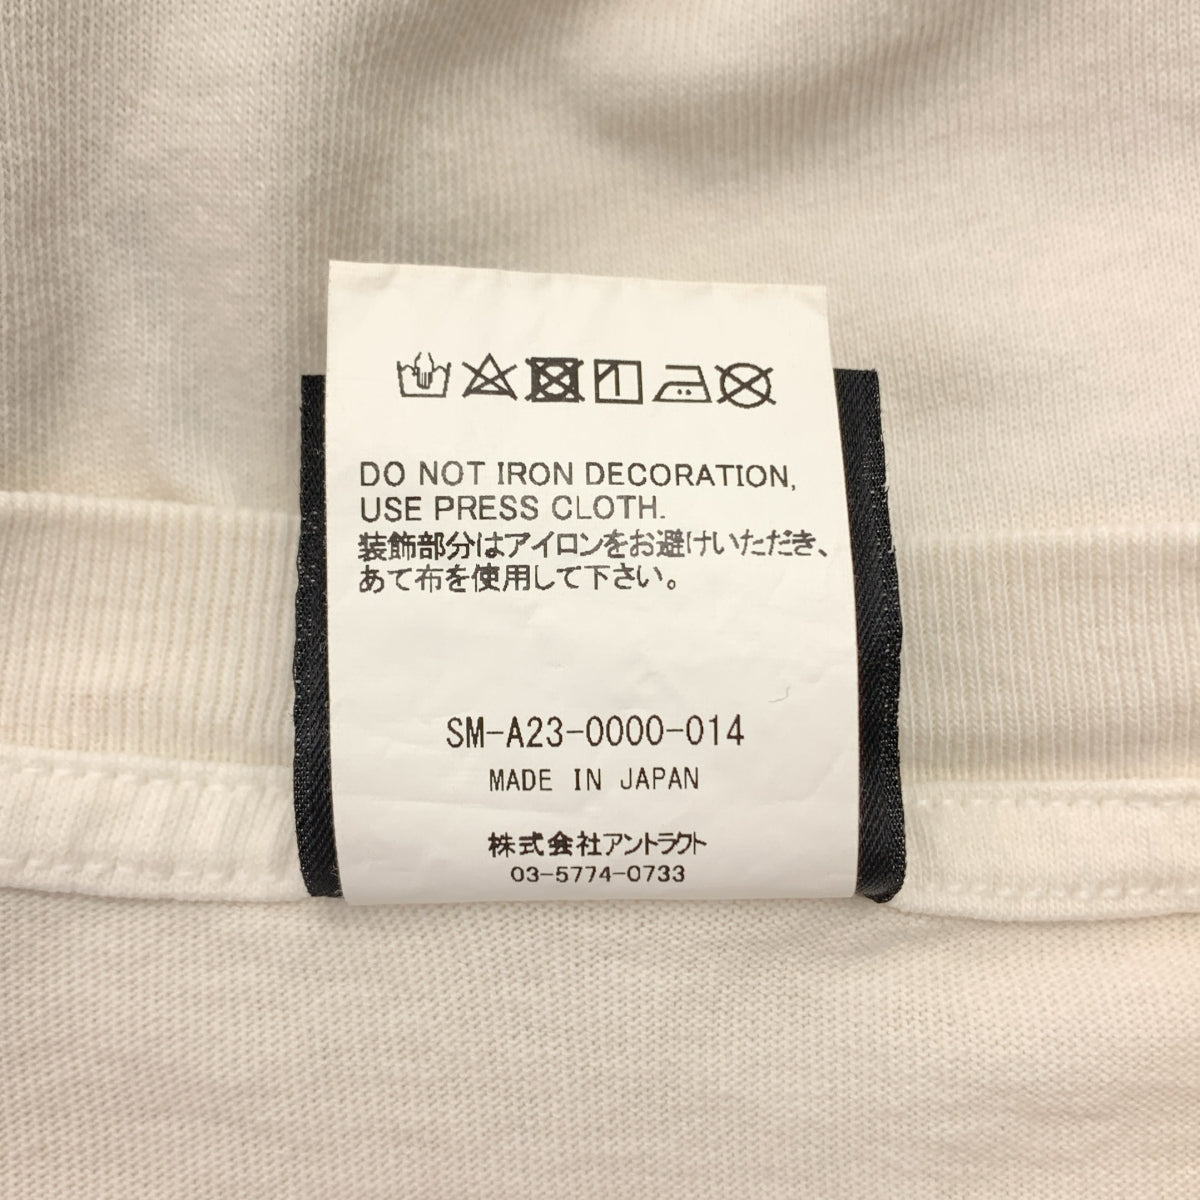 DO NOT IRON DECORATION,
USE PRESS CLOTH.
装飾部分はアイロンをお避けいただき、
あて布を使用して下さい。
SM-A23-0000-014
MADE IN JAPAN
株式会社アントラクト
03-5774-0733